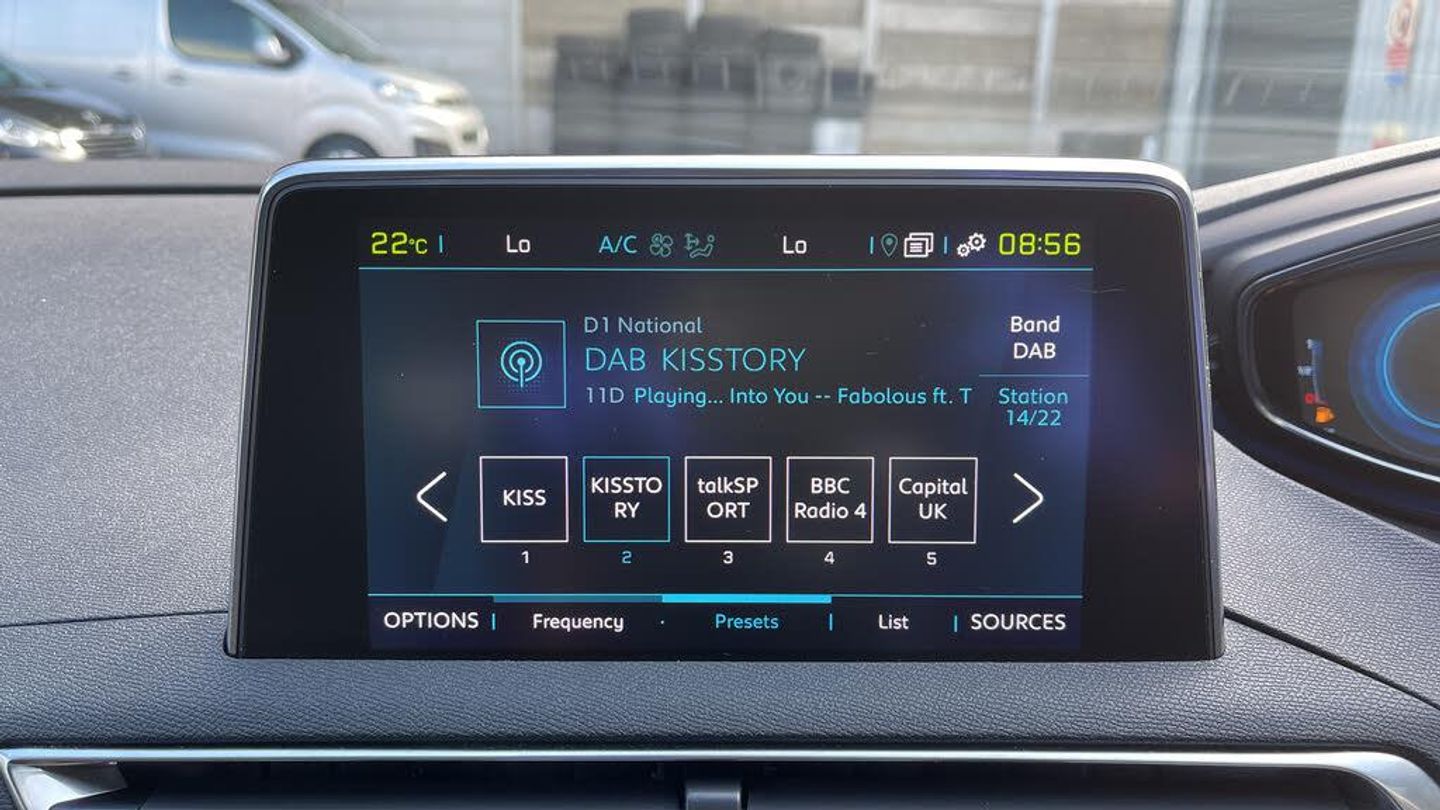 22°C Lo A/C Lo 08:56
D1 National
DAB KISSTORY
11D Playing... Into You -- Fabolous ft. T
Band
DAB
Station
14/22
KISS
1
KISSTO
RY
2
talkSP
ORT
3
BBC
Radio 4
4
Capital
UK
5
OPTIONS Frequency Presets List SOURCES